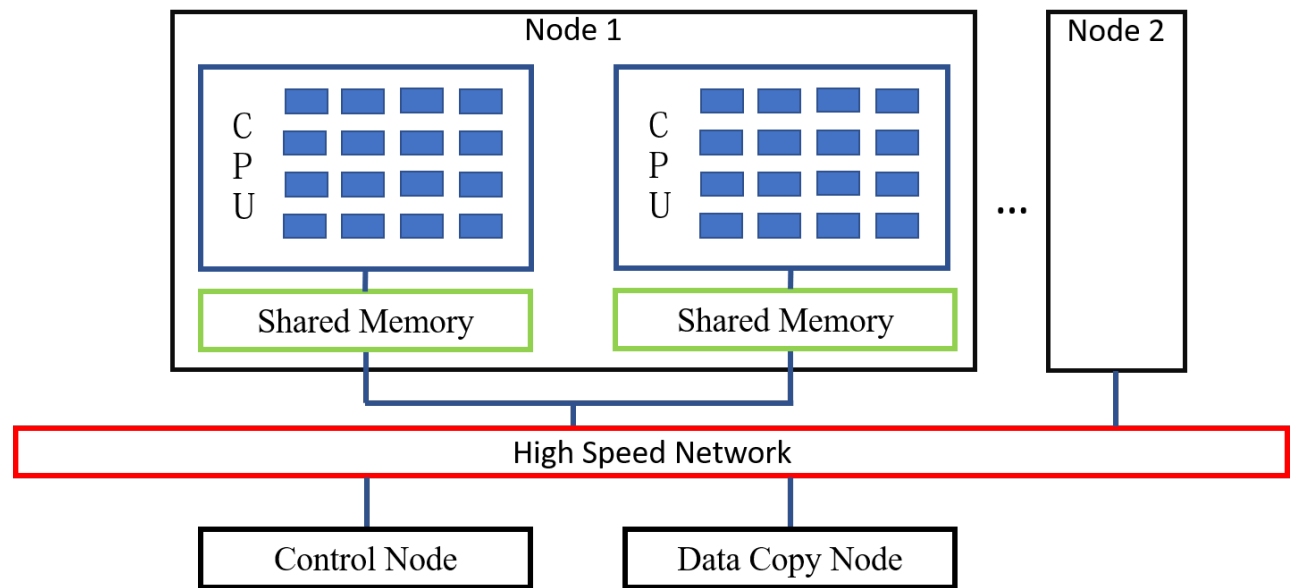 Node 1
Node 2
C
P
U
C
P
U
...
Shared Memory
Shared Memory
High Speed Network
Control Node
Data Copy Node